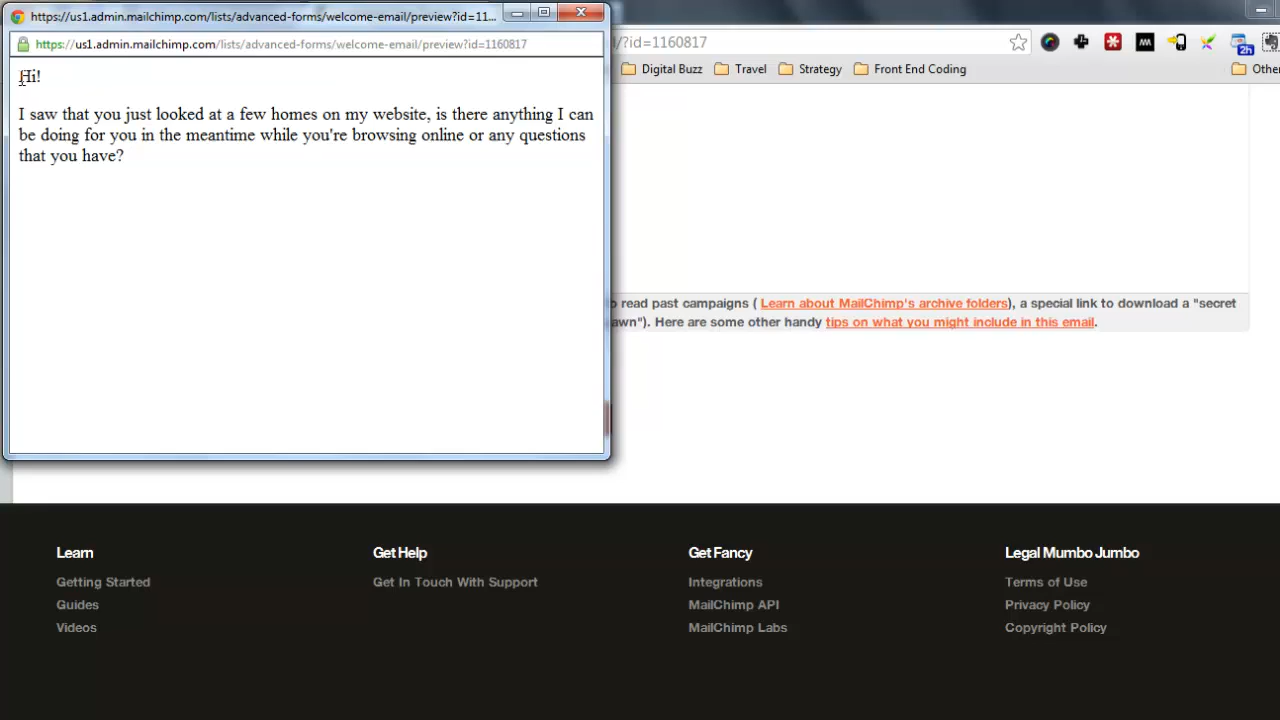 https://us1.admin.mailchimp.com/lists/advanced-forms/welcome-email/preview?id=11...
https://us1.admin.mailchimp.com/lists/advanced-forms/welcome-email/preview?id=1160817
l/?id=1160817
2h
Digital Buzz Travel Strategy Front End Coding Other
Hi!
I saw that you just looked at a few homes on my website, is there anything I can
be doing for you in the meantime while you're browsing online or any questions
that you have?
o read past campaigns ( Learn about MailChimp's archive folders), a special link to download a "secret
awn"). Here are some other handy tips on what you might include in this email.
Learn Get Help Get Fancy Legal Mumbo Jumbo
Getting Started Get In Touch With Support Integrations Terms of Use
Guides MailChimp API Privacy Policy
Videos MailChimp Labs Copyright Policy